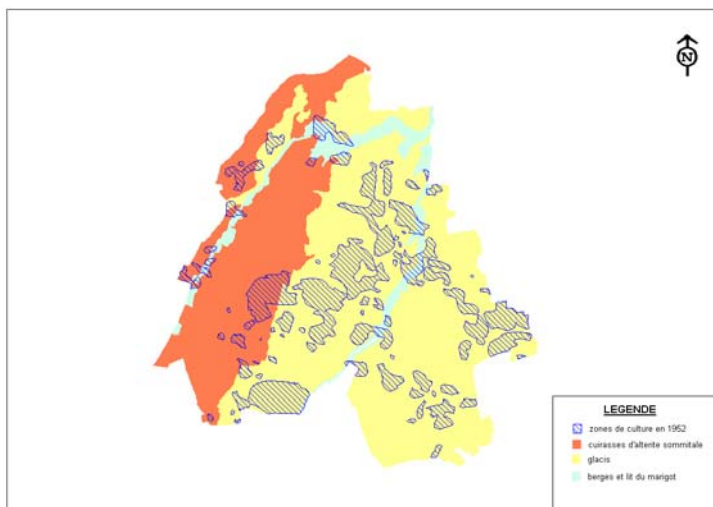 N
LEGENDE
zones de culture en 1952
cuirasses d'alterite sommitale
glacis
berges et lit du marigot